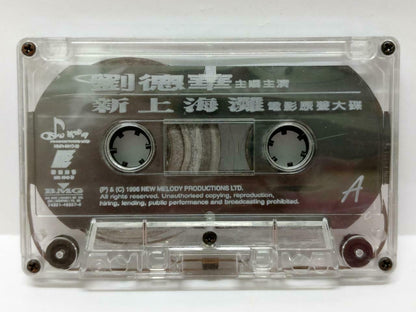 劉德華主唱主演
新上海灘電影原聲大碟
BMG
(P) & (C) 1996 NEW MELODY PRODUCTIONS LTD.
All rights reserved. Unauthorised copying, reproduction,
hiring, lending, public performance and broadcasting prohibited.
A